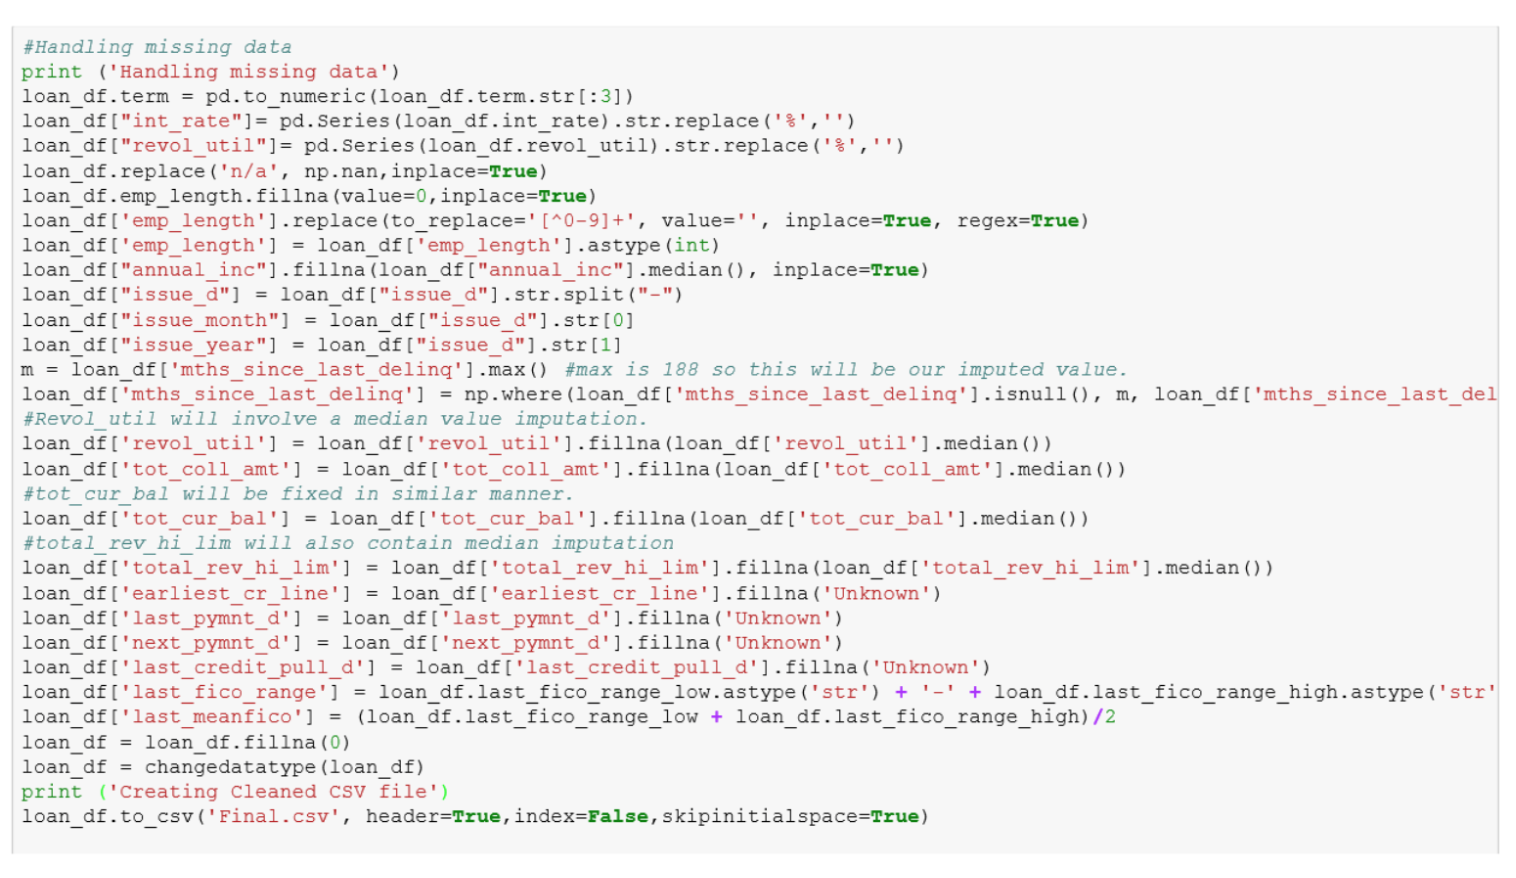 #Handling missing data
print ('Handling missing data')
loan_df.term = pd.to_numeric(loan_df.term.str[:3])
loan_df["int_rate"]= pd.Series(loan_df.int_rate).str.replace('%','')
loan_df["revol_util"]= pd.Series(loan_df.revol_util).str.replace('%','')
loan_df.replace('n/a', np.nan,inplace=True)
loan_df.emp_length.fillna(value=0,inplace=True)
loan_df['emp_length'].replace(to_replace='[^0-9]+', value='', inplace=True, regex=True)
loan_df['emp_length'] = loan_df['emp_length'].astype(int)
loan_df["annual_inc"].fillna(loan_df["annual_inc"].median(), inplace=True)
loan_df["issue_d"] = loan_df["issue_d"].str.split("-")
loan_df["issue_month"] = loan_df["issue_d"].str[0]
loan_df["issue_year"] = loan_df["issue_d"].str[1]
m = loan_df['mths_since_last_delinq'].max() #max is 188 so this will be our imputed value.
loan_df['mths_since_last_delinq'] = np.where(loan_df['mths_since_last_delinq'].isnull(), m, loan_df['mths_since_last_del
#Revol_util will involve a median value imputation.
loan_df['revol_util'] = loan_df['revol_util'].fillna(loan_df['revol_util'].median())
loan_df['tot_coll_amt'] = loan_df['tot_coll_amt'].fillna(loan_df['tot_coll_amt'].median())
#tot_cur_bal will be fixed in similar manner.
loan_df['tot_cur_bal'] = loan_df['tot_cur_bal'].fillna(loan_df['tot_cur_bal'].median())
#total_rev_hi_lim will also contain median imputation
loan_df['total_rev_hi_lim'] = loan_df['total_rev_hi_lim'].fillna(loan_df['total_rev_hi_lim'].median())
loan_df['earliest_cr_line'] = loan_df['earliest_cr_line'].fillna('Unknown')
loan_df['last_pymnt_d'] = loan_df['last_pymnt_d'].fillna('Unknown')
loan_df['next_pymnt_d'] = loan_df['next_pymnt_d'].fillna('Unknown')
loan_df['last_credit_pull_d'] = loan_df['last_credit_pull_d'].fillna('Unknown')
loan_df['last_fico_range'] = loan_df.last_fico_range_low.astype('str') + '-' + loan_df.last_fico_range_high.astype('str'
loan_df['last_meanfico'] = (loan_df.last_fico_range_low + loan_df.last_fico_range_high)/2
loan_df = loan_df.fillna(0)
loan_df = changedatatype(loan_df)
print ('Creating Cleaned CSV file')
loan_df.to_csv('Final.csv', header=True,index=False,skipinitialspace=True)